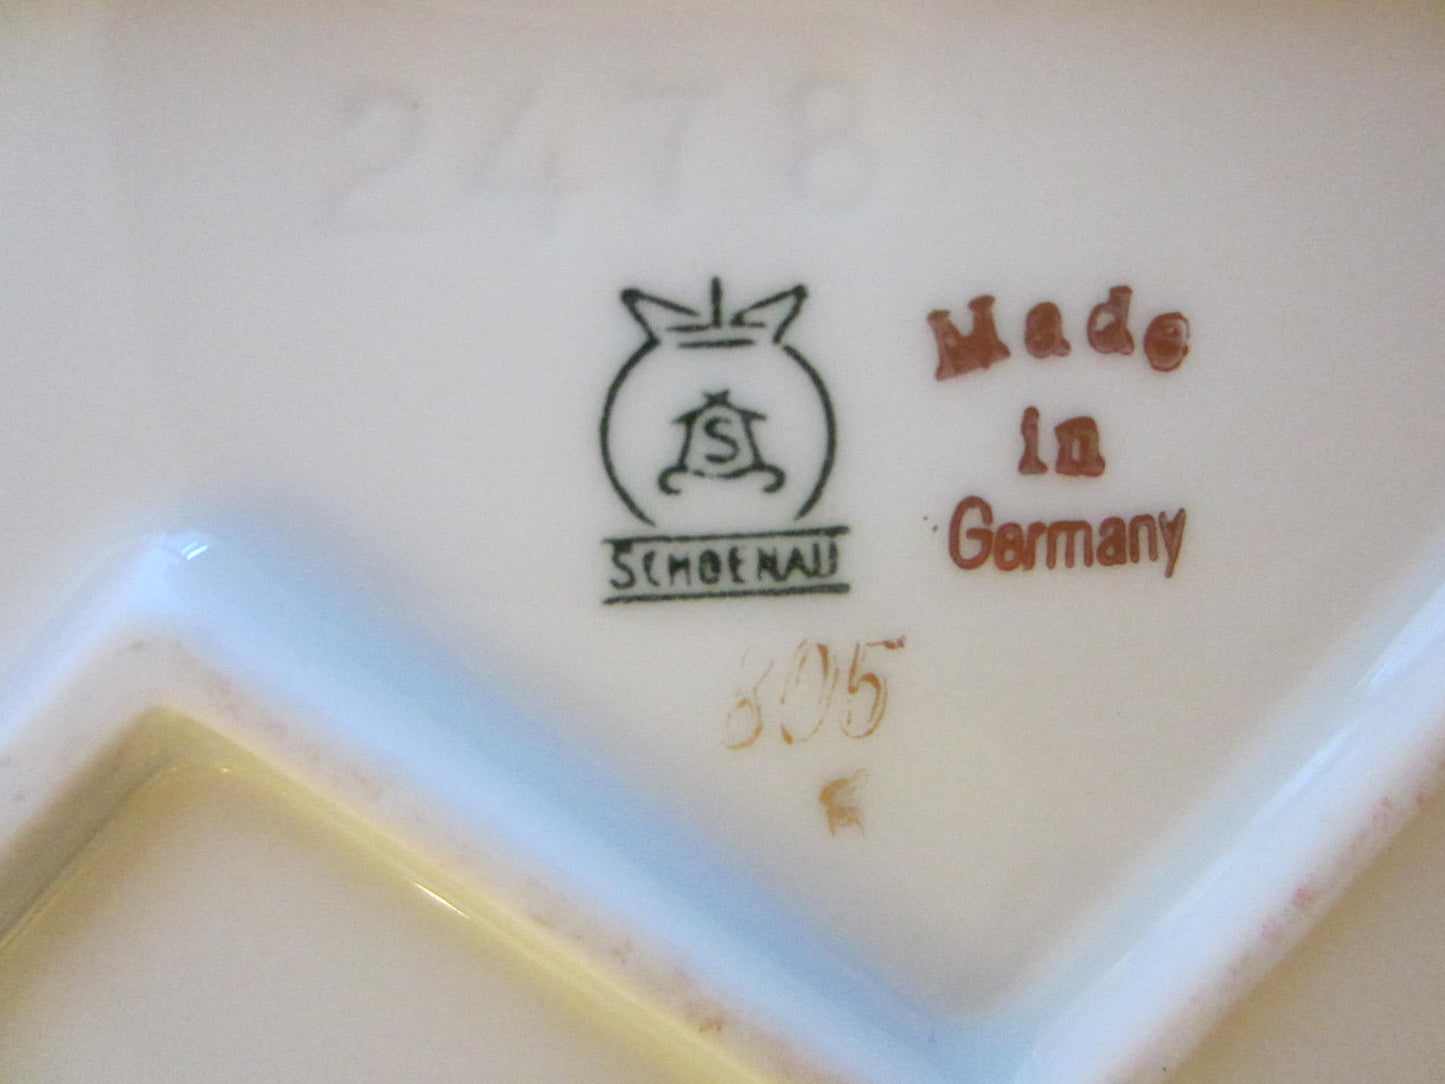 2478
S
SCHOENAU
Made
in
Germany
805